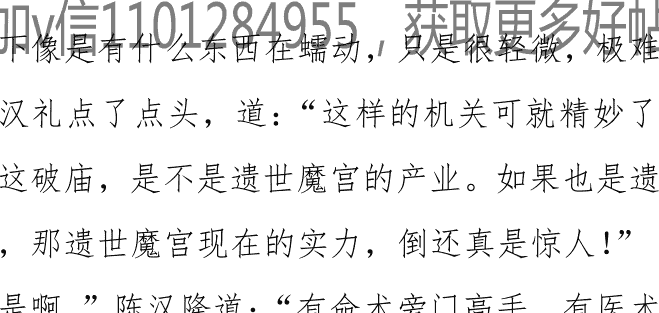 加v信1101284955，获取更多好帖
下像是有什么东西在蠕动，只是很轻微，极难
汉礼点了点头，道：“这样的机关可就精妙了
这破庙，是不是遗世魔宫的产业。如果也是遗
，那遗世魔宫现在的实力，倒还真是惊人！”
是啊。”陈汉隆道：“有命术旁门高手，有医术